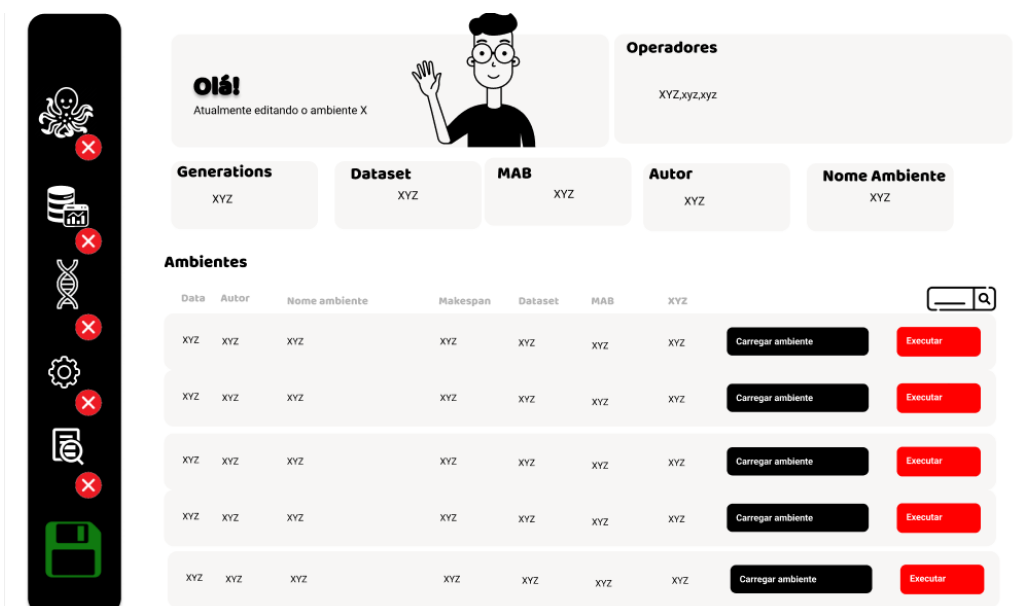 Olá!
Atualmente editando o ambiente X
Operadores
XYZ,xyz,xyz
Generations
XYZ
Dataset
XYZ
MAB
XYZ
Autor
XYZ
Nome Ambiente
XYZ
Ambientes
Data Autor Nome ambiente Makespan Dataset MAB XYZ
XYZ XYZ XYZ XYZ XYZ XYZ XYZ Carregar ambiente Executar
XYZ XYZ XYZ XYZ XYZ XYZ XYZ Carregar ambiente Executar
XYZ XYZ XYZ XYZ XYZ XYZ XYZ Carregar ambiente Executar
XYZ XYZ XYZ XYZ XYZ XYZ XYZ Carregar ambiente Executar
XYZ XYZ XYZ XYZ XYZ XYZ XYZ Carregar ambiente Executar